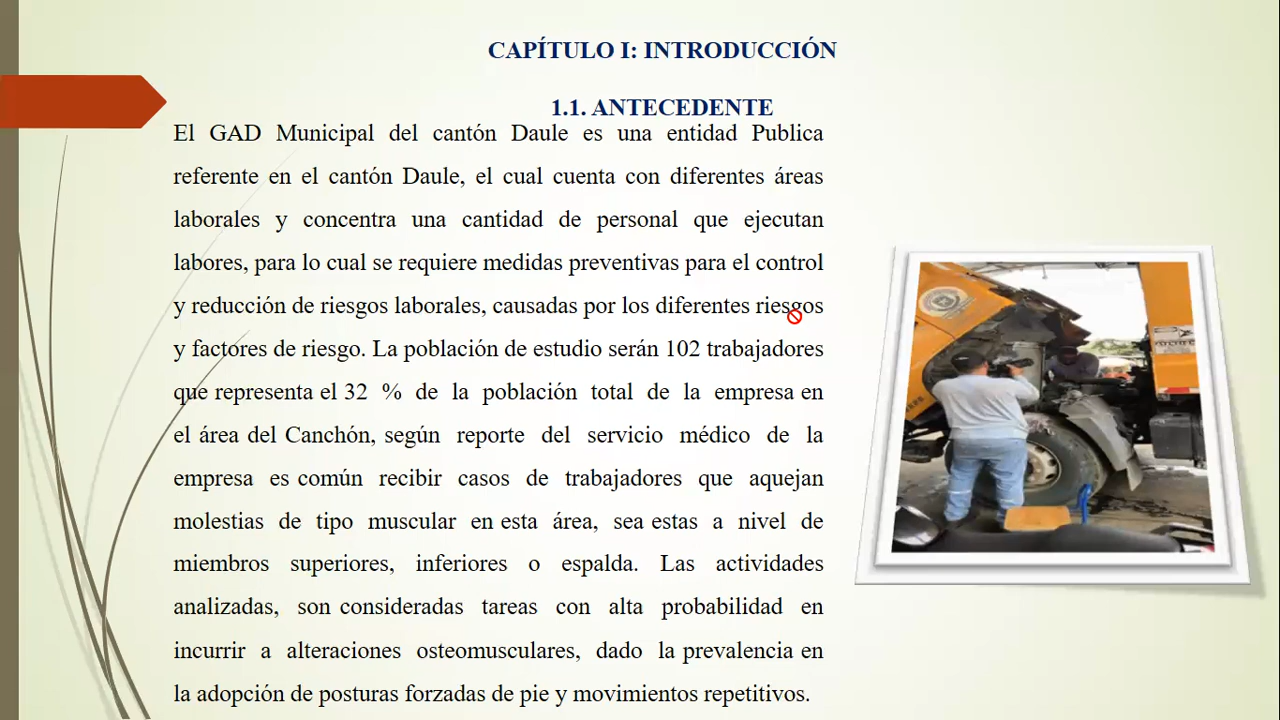 CAPÍTULO I: INTRODUCCIÓN
1.1. ANTECEDENTE
El GAD Municipal del cantón Daule es una entidad Publica
referente en el cantón Daule, el cual cuenta con diferentes áreas
laborales y concentra una cantidad de personal que ejecutan
labores, para lo cual se requiere medidas preventivas para el control
y reducción de riesgos laborales, causadas por los diferentes riesgos
y factores de riesgo. La población de estudio serán 102 trabajadores
que representa el 32 % de la población total de la empresa en
el área del Canchón, según reporte del servicio médico de la
empresa es común recibir casos de trabajadores que aquejan
molestias de tipo muscular en esta área, sea estas a nivel de
miembros superiores, inferiores o espalda. Las actividades
analizadas, son consideradas tareas con alta probabilidad en
incurrir a alteraciones osteomusculares, dado la prevalencia en
la adopción de posturas forzadas de pie y movimientos repetitivos.